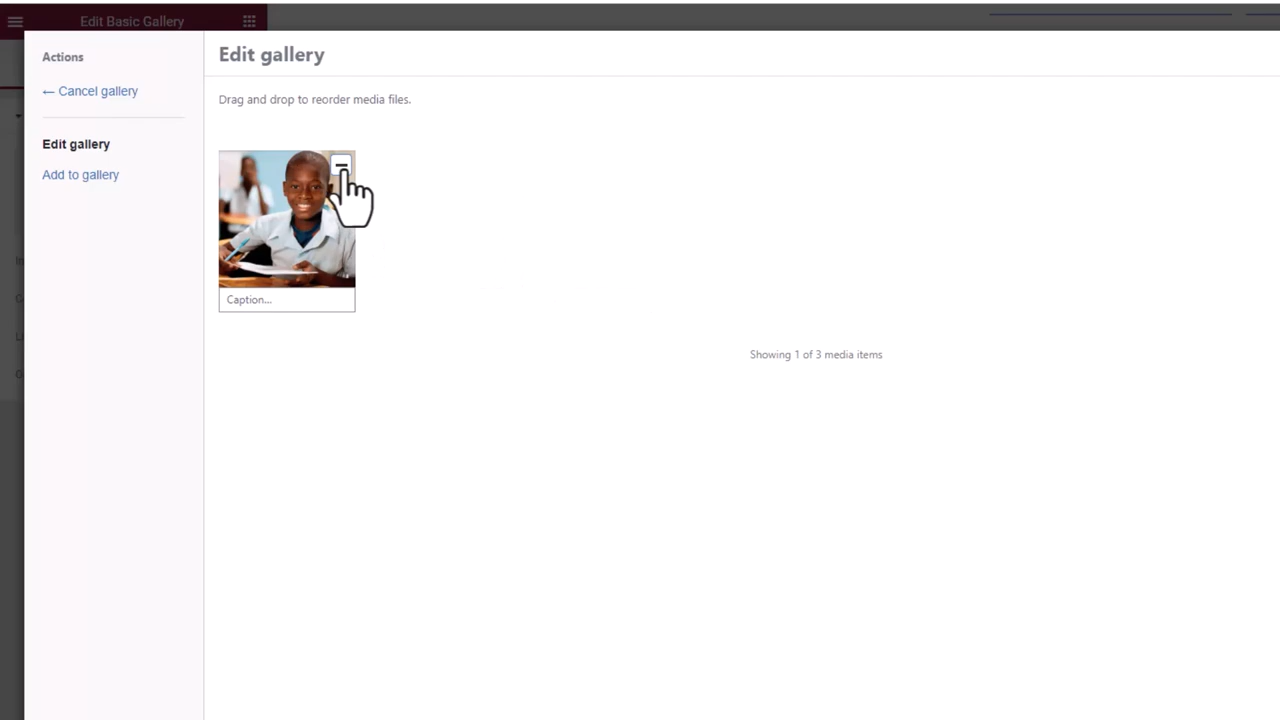 Edit Basic Gallery
Actions
← Cancel gallery
Edit gallery
Add to gallery
Edit gallery
Drag and drop to reorder media files.
Caption...
Showing 1 of 3 media items